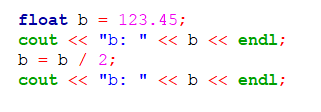 float b = 123.45;
cout << "b: " << b << endl;
b = b / 2;
cout << "b: " << b << endl;